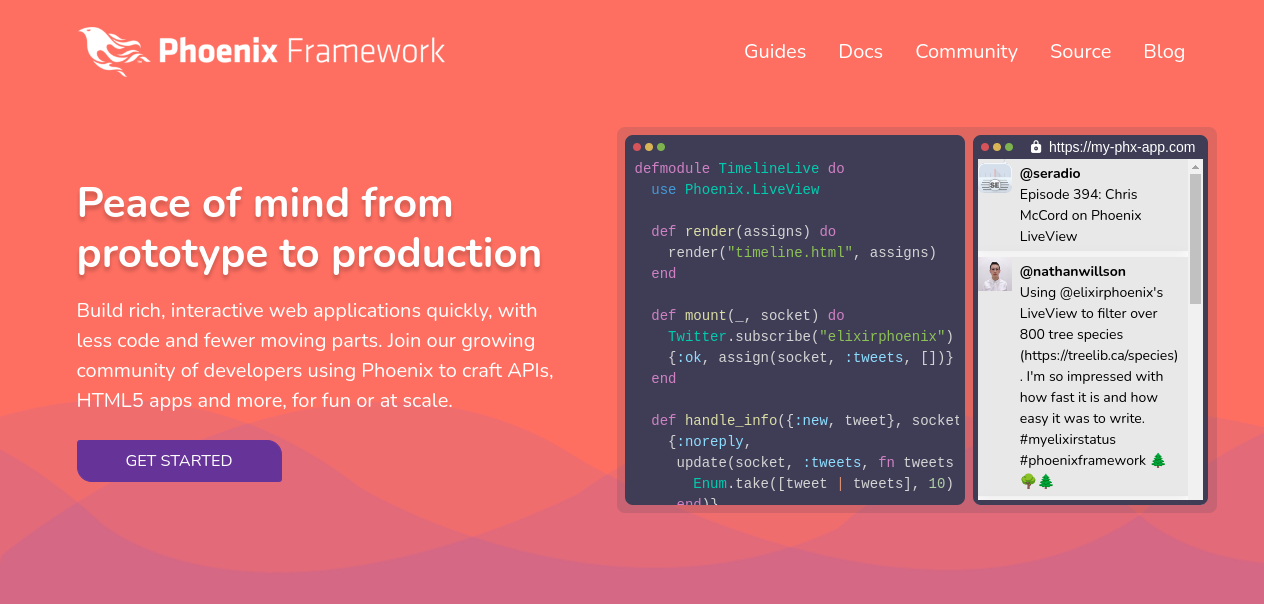 Phoenix Framework
Guides Docs Community Source Blog
Peace of mind from
prototype to production
Build rich, interactive web applications quickly, with
less code and fewer moving parts. Join our growing
community of developers using Phoenix to craft APIs,
HTML5 apps and more, for fun or at scale.
GET STARTED
defmodule TimelineLive do
  use Phoenix.LiveView
  def render(assigns) do
    render("timeline.html", assigns)
  end
  def mount(_, socket) do
    Twitter.subscribe("elixirphoenix")
    {:ok, assign(socket, :tweets, [])}
  end
  def handle_info({:new, tweet}, socket
    {:noreply,
     update(socket, :tweets, fn tweets
       Enum.take([tweet | tweets], 10)
     end)}
https://my-phx-app.com
SE
@seradio
Episode 394: Chris
McCord on Phoenix
LiveView
@nathanwillson
Using @elixirphoenix's
LiveView to filter over
800 tree species
(https://treelib.ca/species)
. I'm so impressed with
how fast it is and how
easy it was to write.
#myelixirstatus
#phoenixframework 🌲
🌳🌲